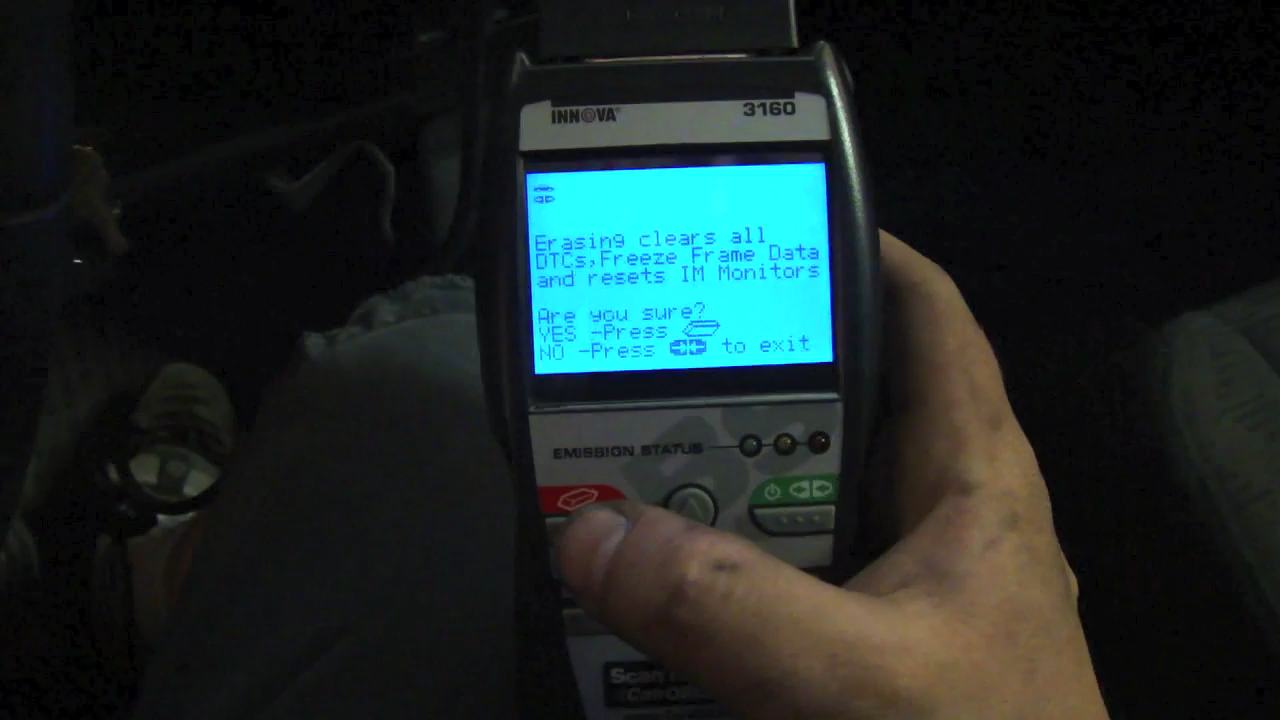 INNOVA® 3160
Erasing clears all
DTCs,Freeze Frame Data
and resets IM Monitors
Are you sure?
YES -Press
NO -Press to exit
EMISSION STATUS
Scan